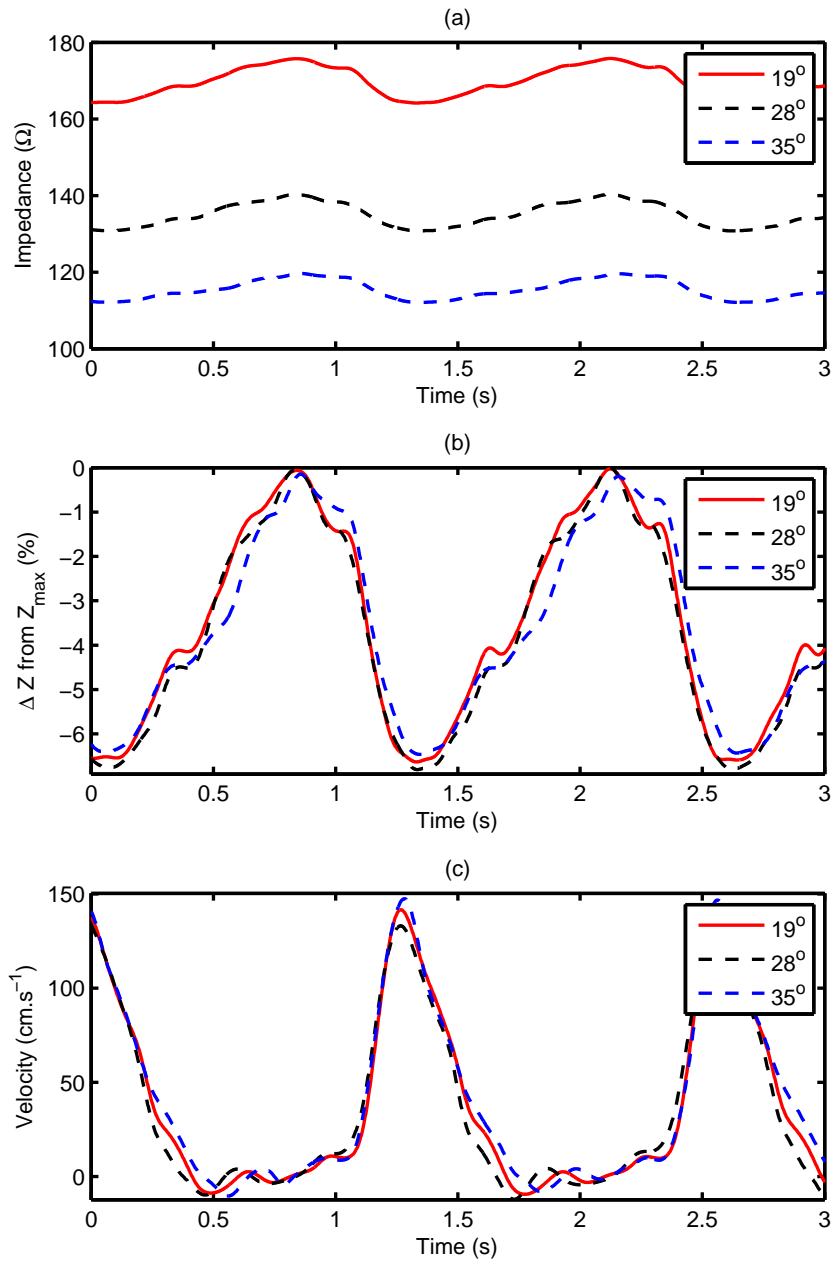 (a)
180
160
140
120
100
Impedance (Ω)
19°
28°
35°
0 0.5 1 1.5 2 2.5 3
Time (s)
(b)
0
−1
−2
−3
−4
−5
−6
Δ Z from Z_max (%)
19°
28°
35°
0 0.5 1 1.5 2 2.5 3
Time (s)
(c)
150
100
50
0
Velocity (cm.s⁻¹)
19°
28°
35°
0 0.5 1 1.5 2 2.5 3
Time (s)